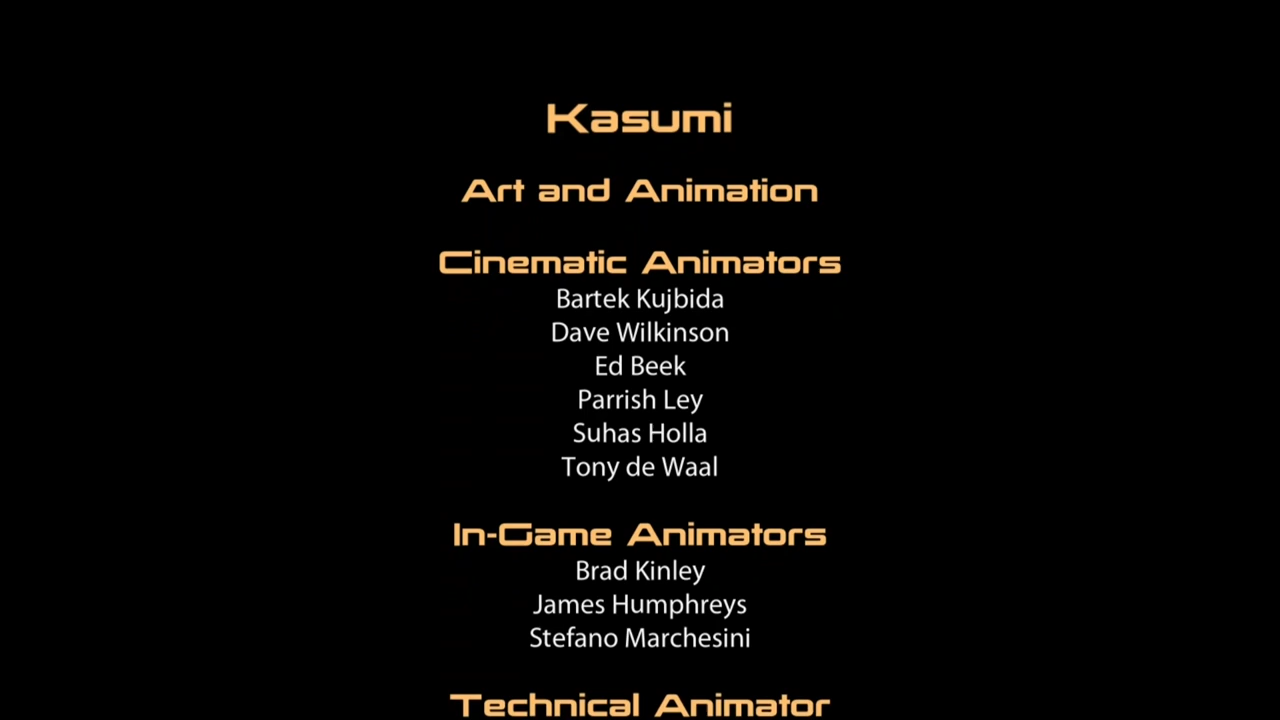 Kasumi
Art and Animation
Cinematic Animators
Bartek Kujbida
Dave Wilkinson
Ed Beek
Parrish Ley
Suhas Holla
Tony de Waal
In-Game Animators
Brad Kinley
James Humphreys
Stefano Marchesini
Technical Animator